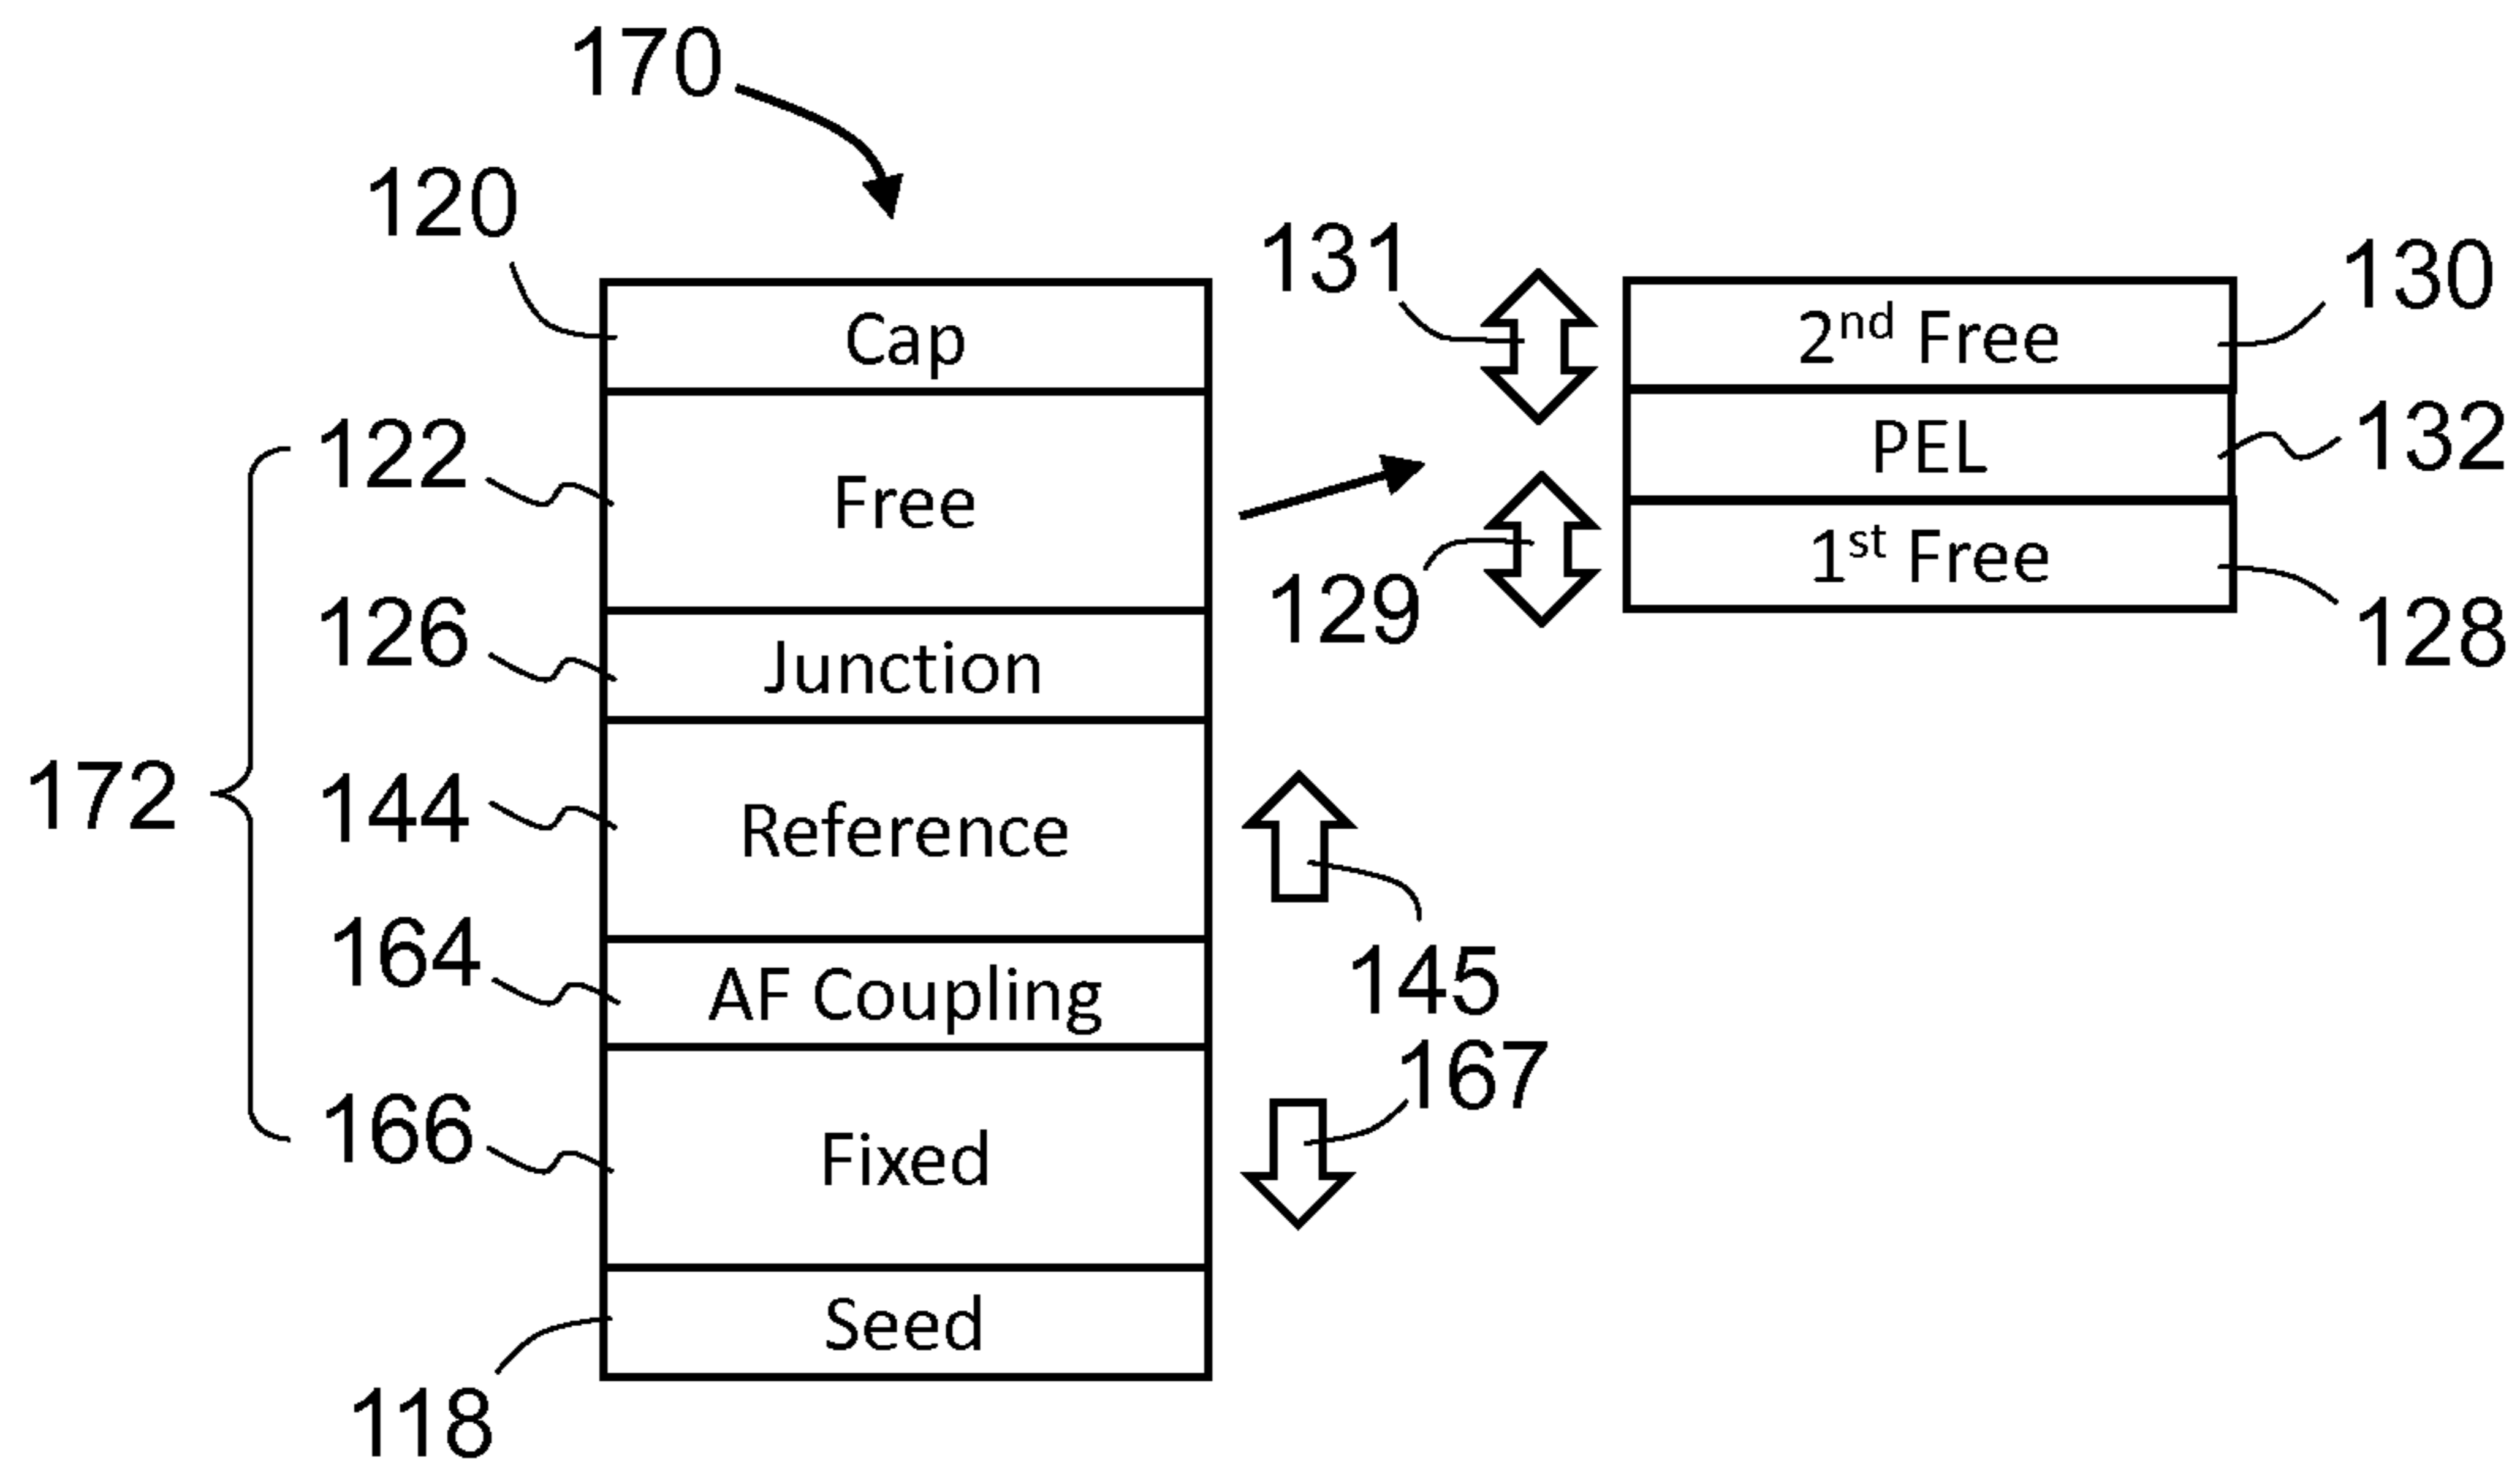 170
120
131
130
Cap
2nd Free
122
132
PEL
Free
1st Free
129
128
126
Junction
172
144
Reference
145
164
AF Coupling
167
166
Fixed
Seed
118